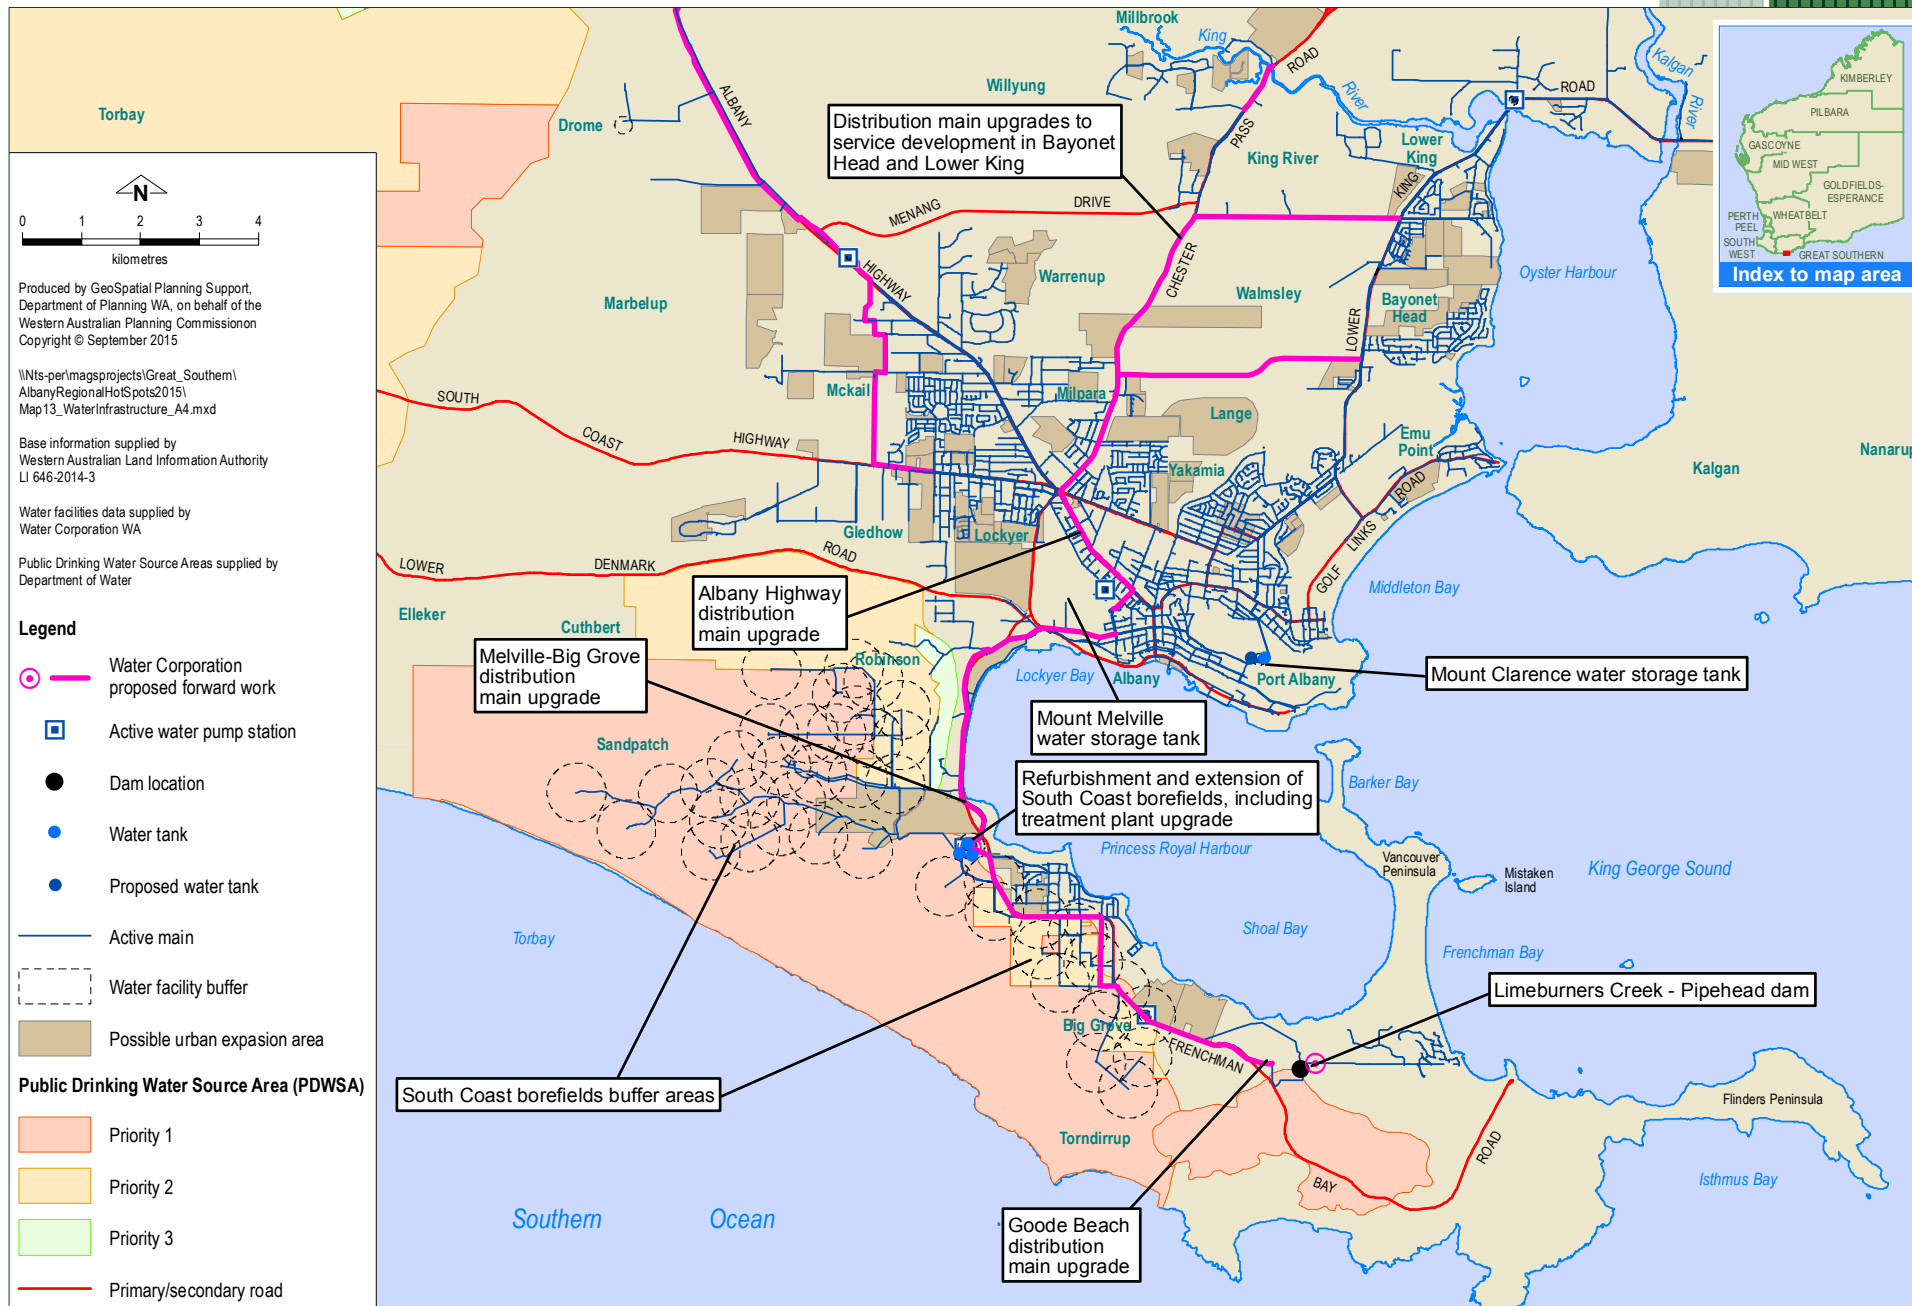 Torbay
Drome
Millbrook
King
River
ROAD
Willyung
ALBANY
HIGHWAY
Distribution main upgrades to
service development in Bayonet
Head and Lower King
PASS
CHESTER
King River
Lower
King
KING
LOWER
ROAD
Kalgan
River
MENANG
DRIVE
Marbelup
Warrenup
Walmsley
Bayonet
Head
Oyster Harbour
KIMBERLEY
PILBARA
GASCOYNE
MID WEST
GOLDFIELDS-
ESPERANCE
PERTH
PEEL
WHEATBELT
SOUTH
WEST
GREAT SOUTHERN
Index to map area
N
0 1 2 3 4
kilometres
Produced by GeoSpatial Planning Support,
Department of Planning WA, on behalf of the
Western Australian Planning Commissionon
Copyright © September 2015
\\Nts-per\magsprojects\Great_Southern\
AlbanyRegionalHotSpots2015\
Map13_WaterInfrastructure_A4.mxd
Base information supplied by
Western Australian Land Information Authority
LI 646-2014-3
Water facilities data supplied by
Water Corporation WA
Public Drinking Water Source Areas supplied by
Department of Water
Legend
Water Corporation
proposed forward work
Active water pump station
Dam location
Water tank
Proposed water tank
Active main
Water facility buffer
Possible urban expasion area
Public Drinking Water Source Area (PDWSA)
Priority 1
Priority 2
Priority 3
Primary/secondary road
SOUTH
COAST
HIGHWAY
Mckail
Milpara
Lange
Yakamia
Emu
Point
Kalgan
Nanarup
GOLF
LINKS
ROAD
Gledhow
Lockyer
LOWER
DENMARK
ROAD
Elleker
Cuthbert
Albany Highway
distribution
main upgrade
Middleton Bay
Melville-Big Grove
distribution
main upgrade
Robinson
Lockyer Bay
Albany
Port Albany
Mount Clarence water storage tank
Mount Melville
water storage tank
Sandpatch
Refurbishment and extension of
South Coast borefields, including
treatment plant upgrade
Barker Bay
Princess Royal Harbour
Vancouver
Peninsula
Mistaken
Island
King George Sound
Torbay
Shoal Bay
Frenchman Bay
Limeburners Creek - Pipehead dam
Big Grove
FRENCHMAN
BAY
ROAD
South Coast borefields buffer areas
Torndirrup
Flinders Peninsula
Isthmus Bay
Southern Ocean
Goode Beach
distribution
main upgrade